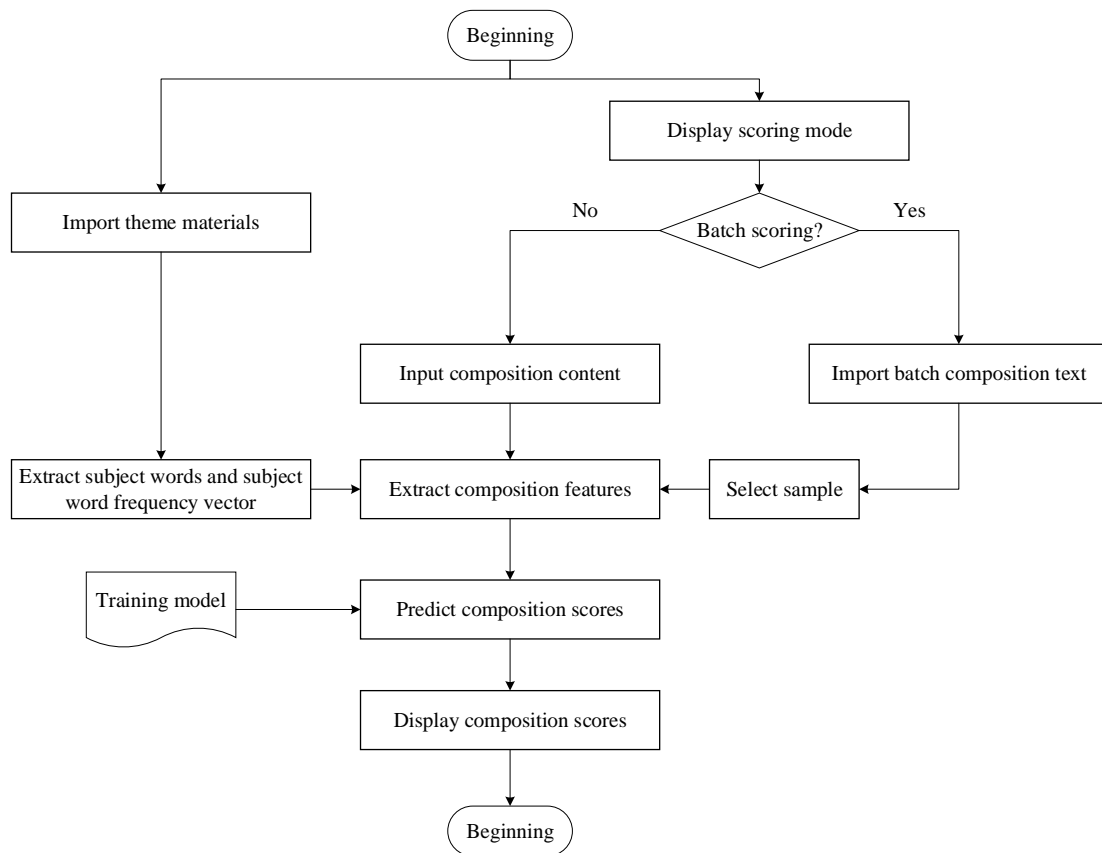 Beginning
Display scoring mode
Import theme materials
No
Yes
Batch scoring?
Input composition content
Import batch composition text
Extract subject words and subject
word frequency vector
Extract composition features
Select sample
Training model
Predict composition scores
Display composition scores
Beginning